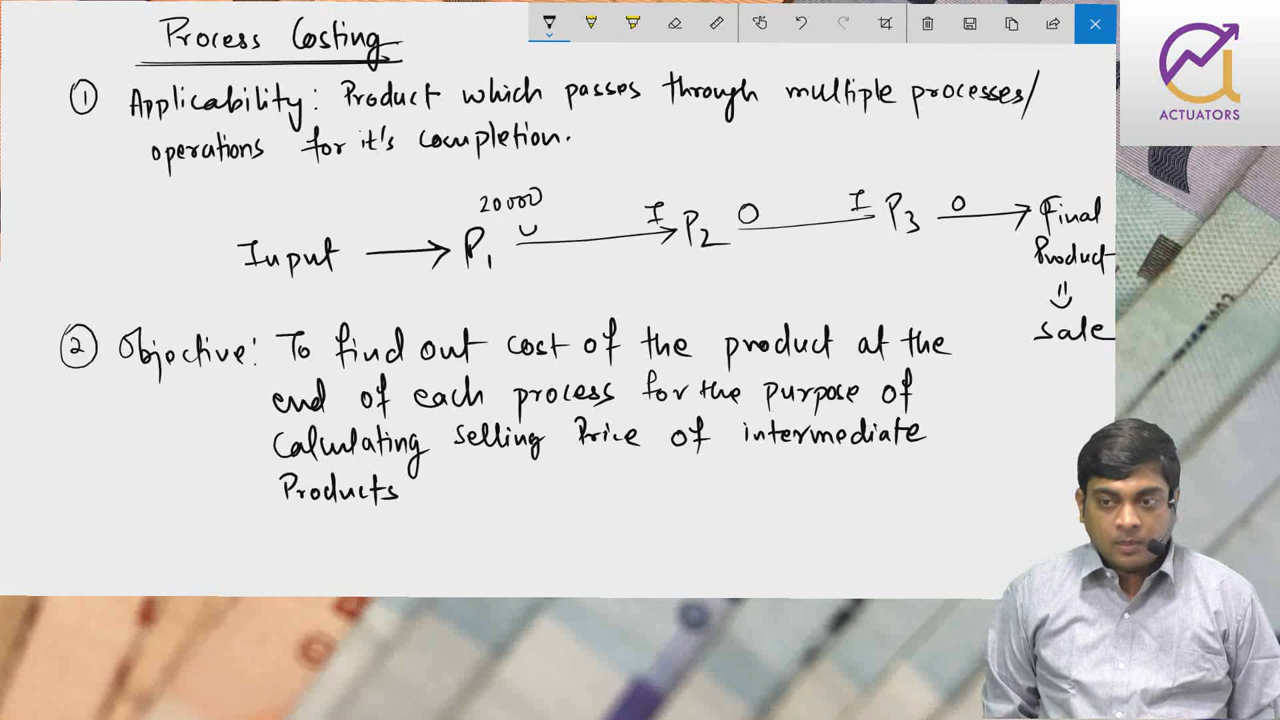 Process Costing
ACTUATORS
① Applicability: Product which passes through multiple processes/
operations for it's completion.
20000
Input → P1 → I P2 O → I P3 O → Final
Product
sale
② Objective: To find out cost of the product at the
end of each process for the purpose of
Calculating Selling Price of intermediate
Products